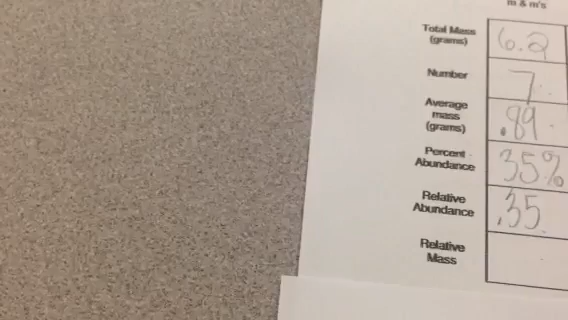 m & m's
Total Mass
(grams)
6.2
Number
7
Average
mass
(grams)
.89
Percent
Abundance
35%
Relative
Abundance
.35
Relative
Mass